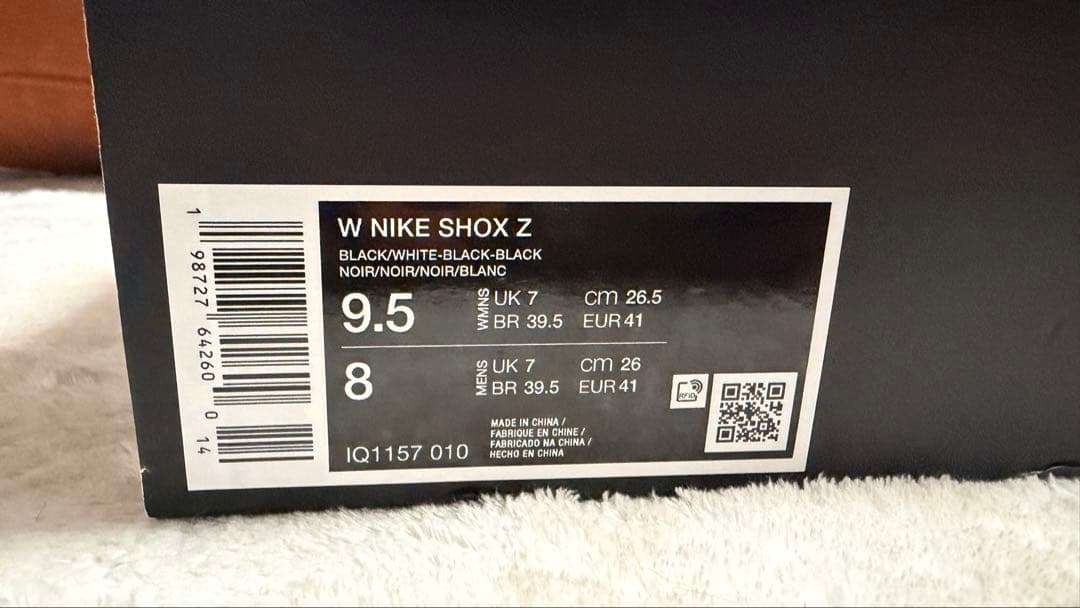 1 98727 64260 0 14
W NIKE SHOX Z
BLACK/WHITE-BLACK-BLACK
NOIR/NOIR/NOIR/BLANC
9.5 WMNS UK 7 cm 26.5
BR 39.5 EUR 41
8 MENS UK 7 cm 26
BR 39.5 EUR 41
RFID
IQ1157 010
MADE IN CHINA /
FABRIQUE EN CHINE /
FABRICADO NA CHINA /
HECHO EN CHINA